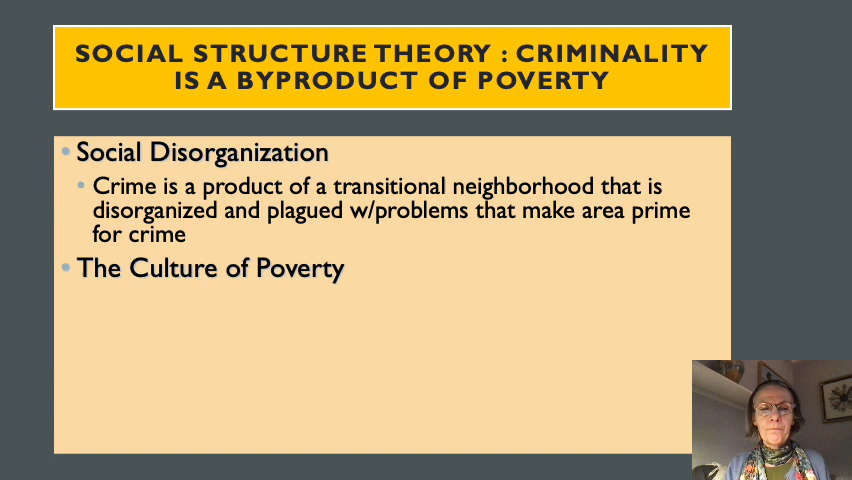 SOCIAL STRUCTURE THEORY : CRIMINALITY
IS A BYPRODUCT OF POVERTY
• Social Disorganization
• Crime is a product of a transitional neighborhood that is
disorganized and plagued w/problems that make area prime
for crime
• The Culture of Poverty